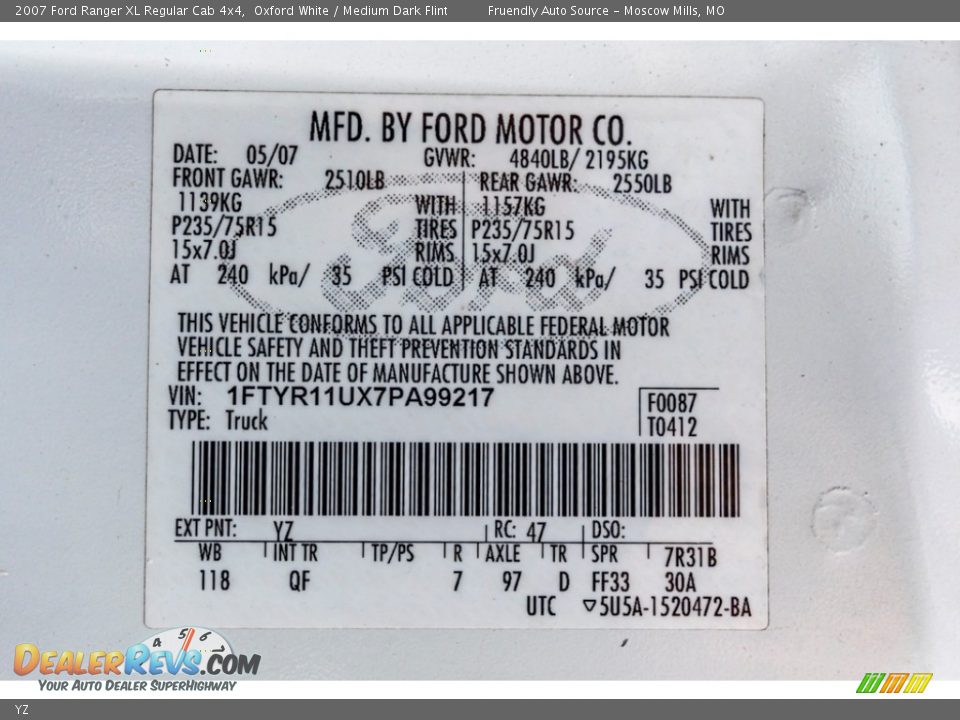 2007 Ford Ranger XL Regular Cab 4x4, Oxford White / Medium Dark Flint Fruendly Auto Source - Moscow Mills, MO
MFD. BY FORD MOTOR CO.
DATE: 05/07 GVWR: 4840LB/ 2195KG
FRONT GAWR: 2510LB REAR GAWR: 2550LB
1139KG WITH 1157KG WITH
P235/75R15 TIRES P235/75R15 TIRES
15x7.0J RIMS 15x7.0J RIMS
AT 240 kPa/ 35 PSI COLD AT 240 kPa/ 35 PSI COLD
Ford
THIS VEHICLE CONFORMS TO ALL APPLICABLE FEDERAL MOTOR
VEHICLE SAFETY AND THEFT PREVENTION STANDARDS IN
EFFECT ON THE DATE OF MANUFACTURE SHOWN ABOVE.
VIN: 1FTYR11UX7PA99217 F0087
TYPE: Truck T0412
EXT PNT: YZ RC: 47 DSO:
WB INT TR TP/PS R AXLE TR SPR 7R31B
118 QF 7 97 D FF33 30A
UTC ▽5U5A-1520472-BA
4 5 6
DEALERREVS.COM
YOUR AUTO DEALER SUPERHIGHWAY
YZ